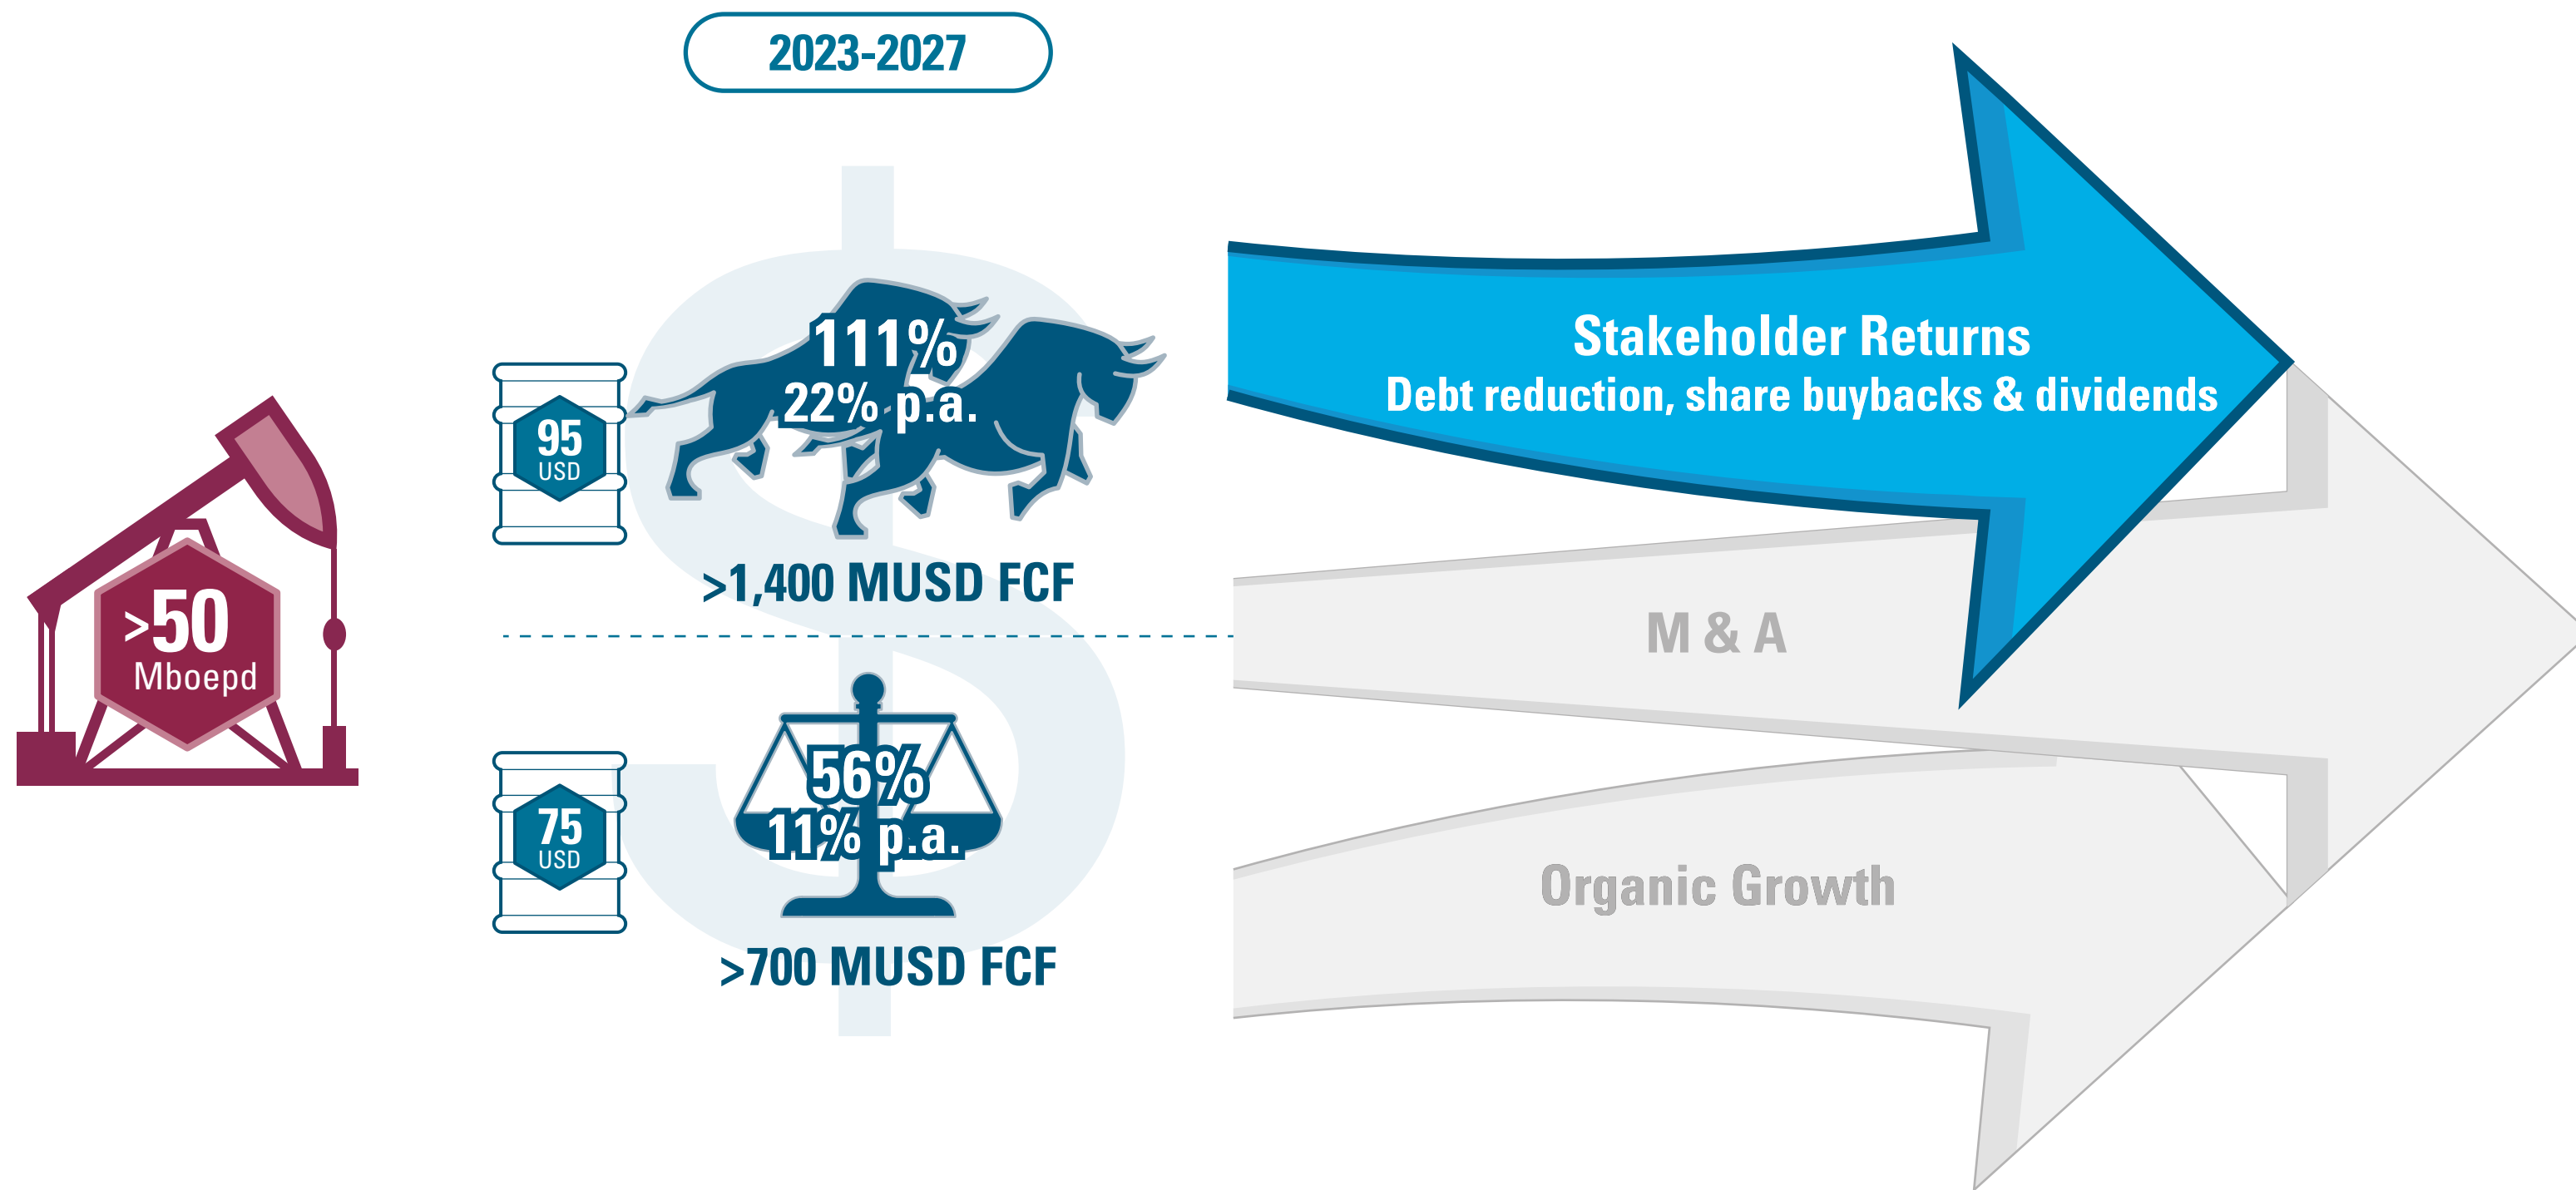 2023-2027
>50
Mboepd
95
USD
111%
22% p.a.
>1,400 MUSD FCF
75
USD
56%
11% p.a.
>700 MUSD FCF
Stakeholder Returns
Debt reduction, share buybacks & dividends
M & A
Organic Growth